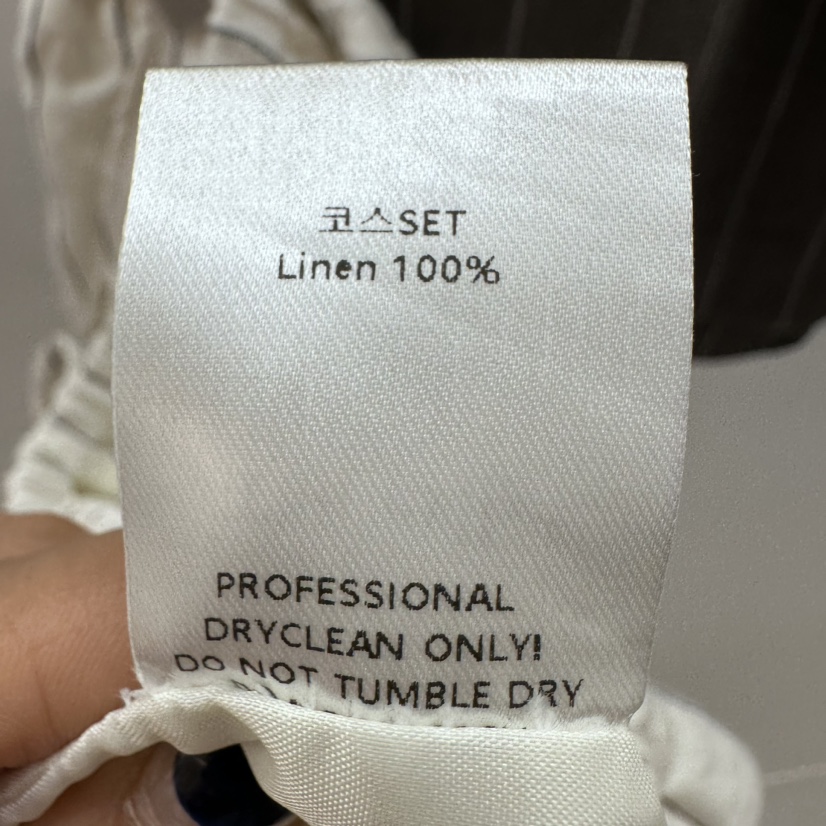 코스SET
Linen 100%
PROFESSIONAL
DRYCLEAN ONLY!
DO NOT TUMBLE DRY